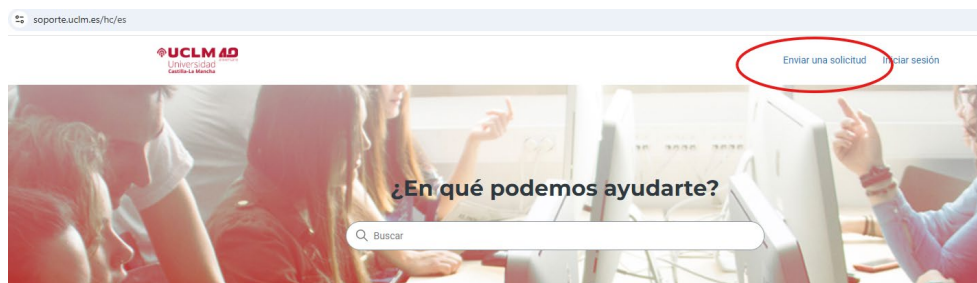 soporte.uclm.es/hc/es
UCLM 40
Universidad
Castilla-La Mancha
Enviar una solicitud
Iniciar sesión
¿En qué podemos ayudarte?
Buscar